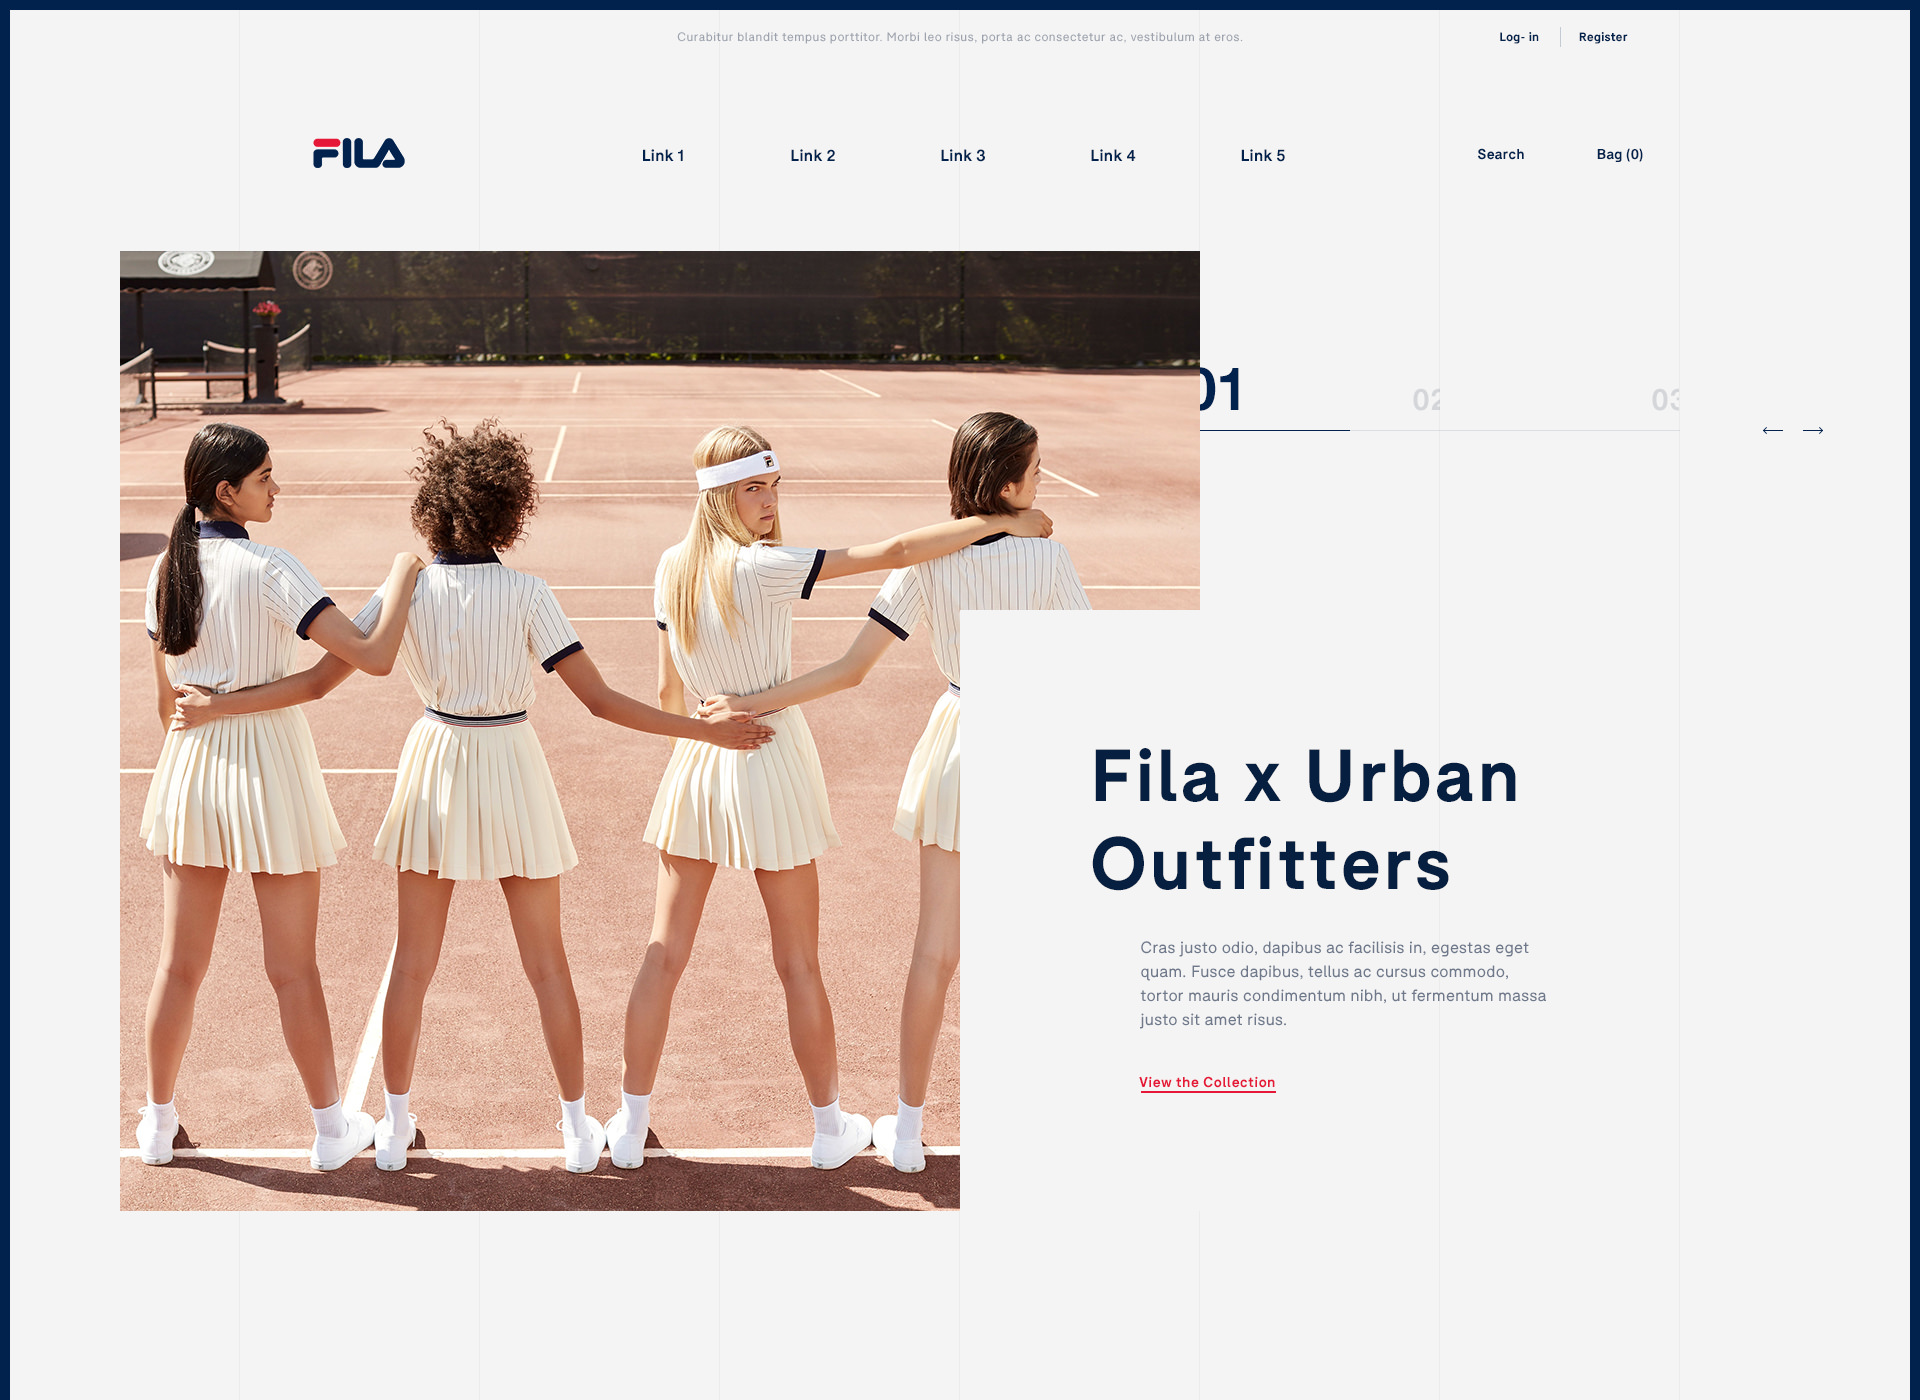 Curabitur blandit tempus porttitor. Morbi leo risus, porta ac consectetur ac, vestibulum at eros.
Log- in
Register
FILA
Link 1
Link 2
Link 3
Link 4
Link 5
Search
Bag (0)
01
02
03
Fila x Urban
Outfitters
Cras justo odio, dapibus ac facilisis in, egestas eget
quam. Fusce dapibus, tellus ac cursus commodo,
tortor mauris condimentum nibh, ut fermentum massa
justo sit amet risus.
View the Collection